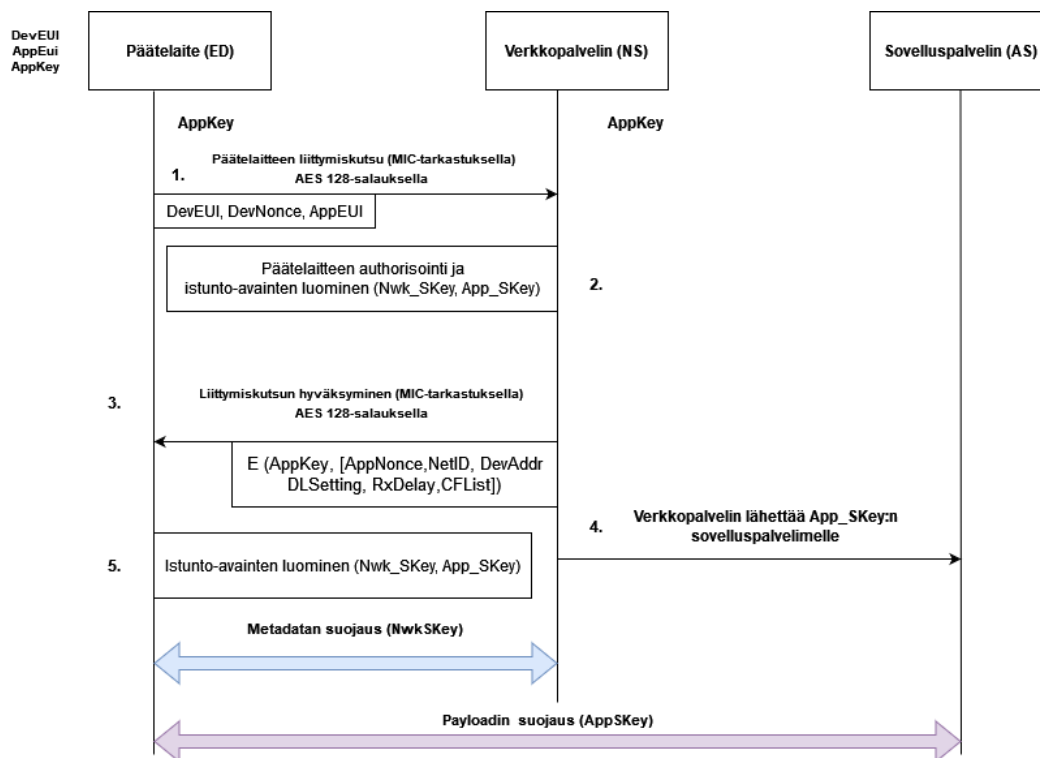 DevEUI
AppEui
AppKey
Päätelaite (ED)
Verkkopalvelin (NS)
Sovelluspalvelin (AS)
AppKey
AppKey
Päätelaitteen liittymiskutsu (MIC-tarkastuksella)
AES 128-salauksella
1.
DevEUI, DevNonce, AppEUI
Päätelaitteen authorisointi ja
istunto-avainten luominen (Nwk_SKey, App_SKey)
2.
Liittymiskutsun hyväksyminen (MIC-tarkastuksella)
AES 128-salauksella
3.
E (AppKey, [AppNonce,NetID, DevAddr
DLSetting, RxDelay,CFList])
4.
Verkkopalvelin lähettää App_SKey:n
sovelluspalvelimelle
5.
Istunto-avainten luominen (Nwk_SKey, App_SKey)
Metadatan suojaus (NwkSKey)
Payloadin suojaus (AppSKey)